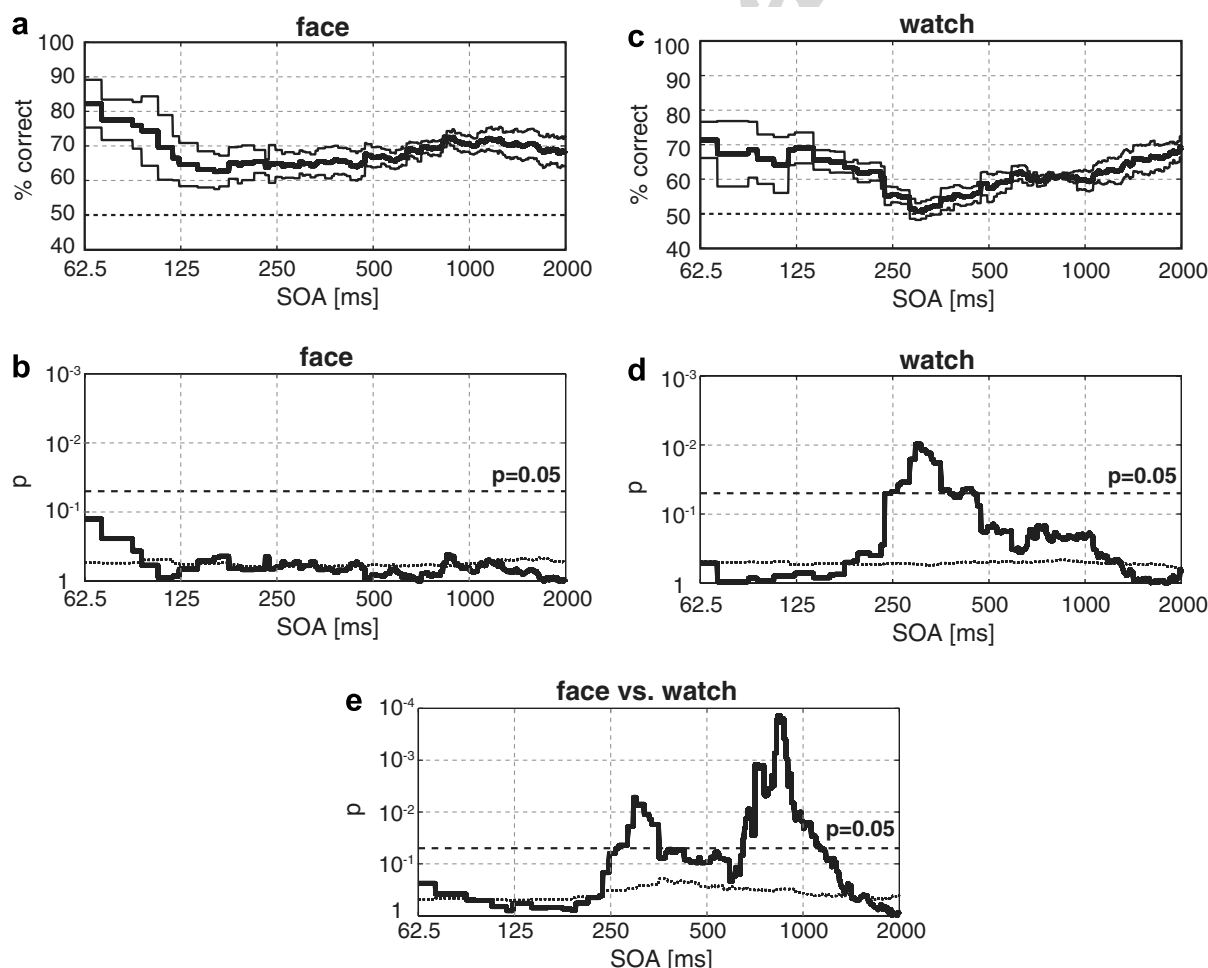 a
face
100
90
80
70
60
50
40
% correct
62.5 125 250 500 1000 2000
SOA [ms]
c
watch
100
90
80
70
60
50
40
% correct
62.5 125 250 500 1000 2000
SOA [ms]
b
face
10-3
10-2
10-1
1
p
p=0.05
62.5 125 250 500 1000 2000
SOA [ms]
d
watch
10-3
10-2
10-1
1
p
p=0.05
62.5 125 250 500 1000 2000
SOA [ms]
e
face vs. watch
10-4
10-3
10-2
10-1
1
p
p=0.05
62.5 125 250 500 1000 2000
SOA [ms]